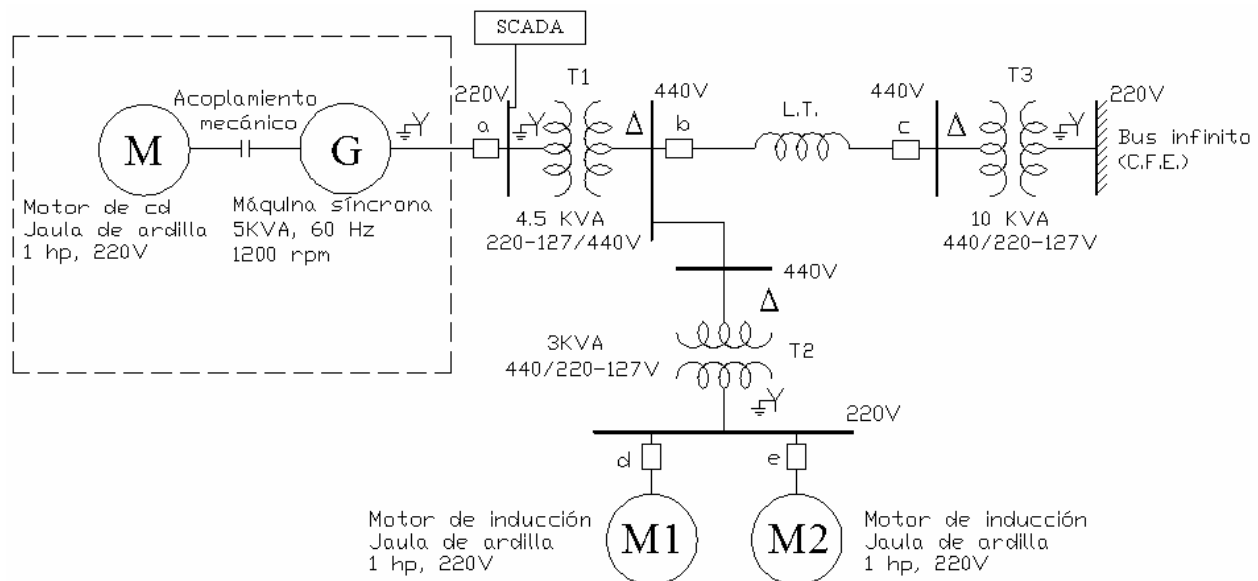 SCADA
Acoplamiento
mecánico
M
G
Motor de cd
Jaula de ardilla
1 hp, 220V
Máquina síncrona
5KVA, 60 Hz
1200 rpm
220V
a
Y
Y
T1
4.5 KVA
220-127/440V
Δ
440V
b
L.T.
c
440V
Δ
T3
10 KVA
440/220-127V
Y
220V
Bus infinito
(C.F.E.)
440V
Δ
3KVA
440/220-127V
T2
Y
220V
d
e
Motor de inducción
Jaula de ardilla
1 hp, 220V
M1
M2
Motor de inducción
Jaula de ardilla
1 hp, 220V